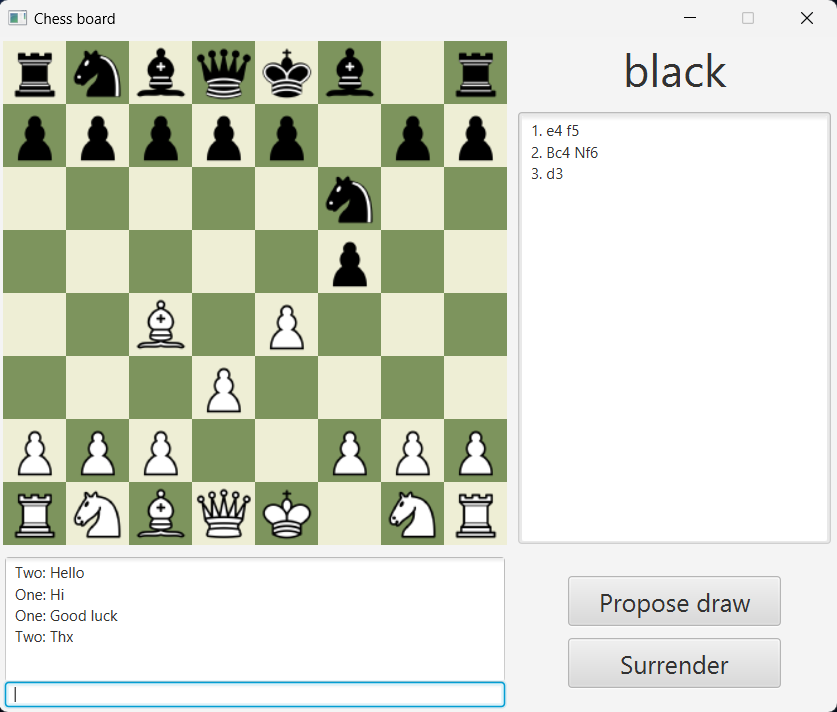 Chess board
black
1. e4 f5
2. Bc4 Nf6
3. d3
Two: Hello
One: Hi
One: Good luck
Two: Thx
Propose draw
Surrender